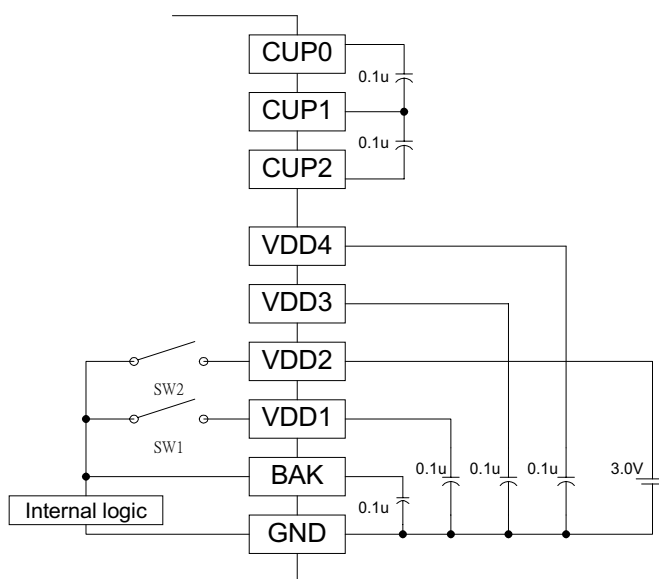 CUP0
0.1u
CUP1
0.1u
CUP2
VDD4
VDD3
VDD2
SW2
VDD1
SW1
BAK
0.1u
0.1u
0.1u
3.0V
0.1u
Internal logic
GND